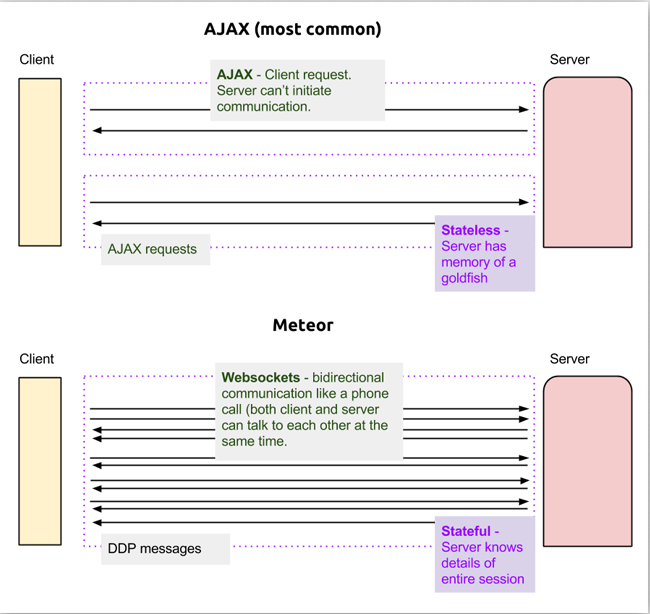 AJAX (most common)
Client
Server
AJAX - Client request.
Server can't initiate
communication.
AJAX requests
Stateless -
Server has
memory of a
goldfish
Meteor
Client
Server
Websockets - bidirectional
communication like a phone
call (both client and server
can talk to each other at the
same time.
DDP messages
Stateful -
Server knows
details of
entire session